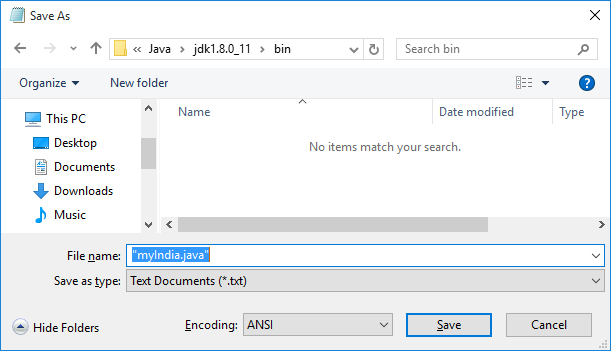 Save As
« Java › jdk1.8.0_11 › bin
Search bin
Organize
New folder
?
Name
Date modified
Type
This PC
Desktop
Documents
Downloads
Music
No items match your search.
File name: "myIndia.java"
Save as type: Text Documents (*.txt)
Hide Folders
Encoding: ANSI
Save
Cancel